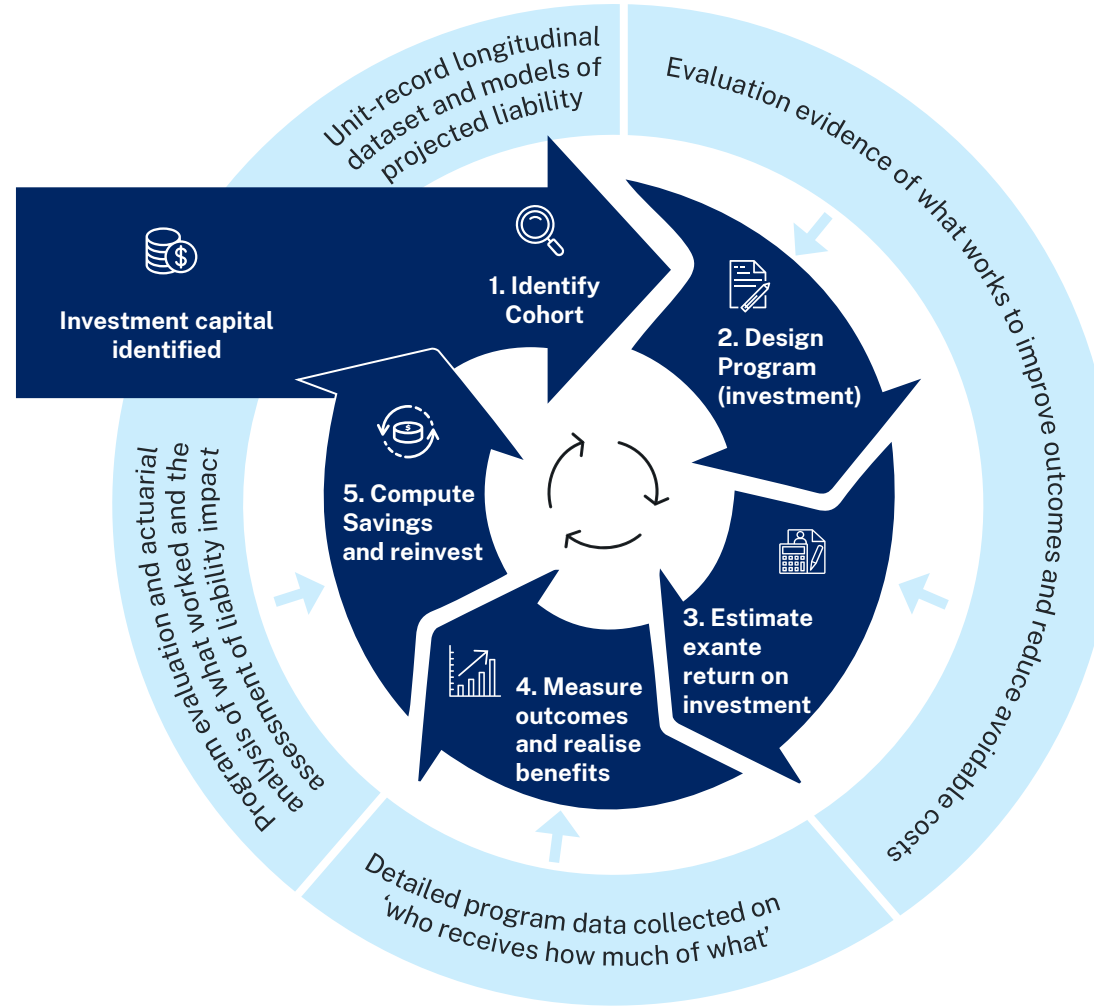 Unit-record longitudinal
dataset and models of
projected liability
Evaluation evidence of what works to improve outcomes and reduce avoidable costs
Investment capital
identified
$
1. Identify
Cohort
2. Design
Program
(investment)
3. Estimate
exante
return on
investment
4. Measure
outcomes
and realise
benefits
$
5. Compute
Savings
and reinvest
Detailed program data collected on
‘who receives how much of what’
Program evaluation and actuarial
analysis of what worked and the
assessment of liability impact